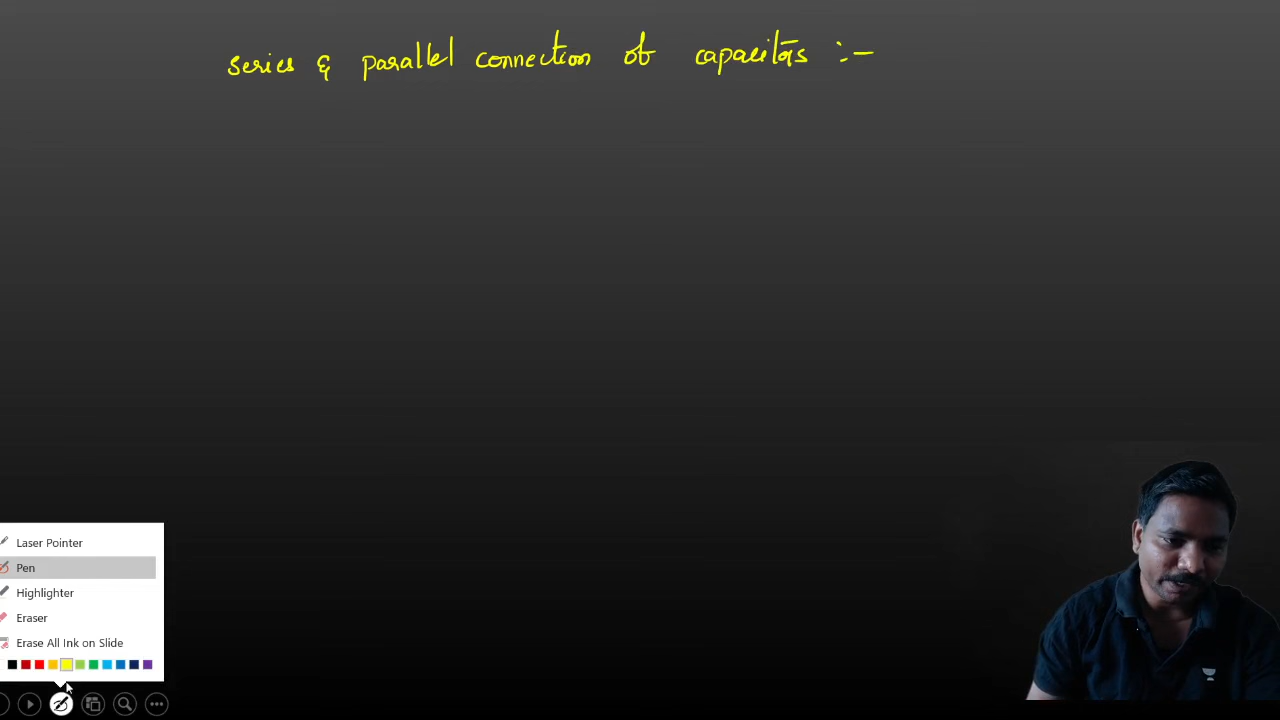 series & parallel connection of capacitors :-
Laser Pointer
Pen
Highlighter
Eraser
Erase All Ink on Slide